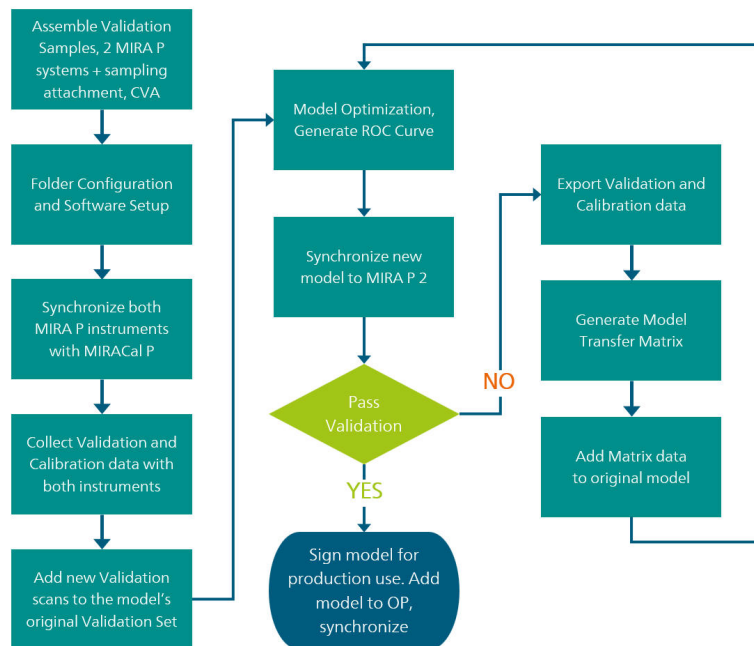 Assemble Validation
Samples, 2 MIRA P
systems + sampling
attachment, CVA
Folder Configuration
and Software Setup
Synchronize both
MIRA P instruments
with MIRACal P
Collect Validation and
Calibration data with
both instruments
Add new Validation
scans to the model's
original Validation Set
Model Optimization,
Generate ROC Curve
Synchronize new
model to MIRA P 2
Pass
Validation
YES
Sign model for
production use. Add
model to OP,
synchronize
NO
Export Validation and
Calibration data
Generate Model
Transfer Matrix
Add Matrix data
to original model